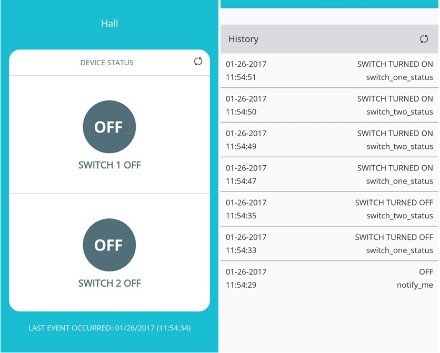 Hall
DEVICE STATUS
OFF
SWITCH 1 OFF
OFF
SWITCH 2 OFF
LAST EVENT OCCURRED: 01/26/2017 (11:54:34)
History
01-26-2017 SWITCH TURNED ON
11:54:51 switch_one_status
01-26-2017 SWITCH TURNED ON
11:54:50 switch_two_status
01-26-2017 SWITCH TURNED ON
11:54:49 switch_two_status
01-26-2017 SWITCH TURNED ON
11:54:47 switch_one_status
01-26-2017 SWITCH TURNED OFF
11:54:35 switch_two_status
01-26-2017 SWITCH TURNED OFF
11:54:33 switch_one_status
01-26-2017 OFF
11:54:29 notify_me